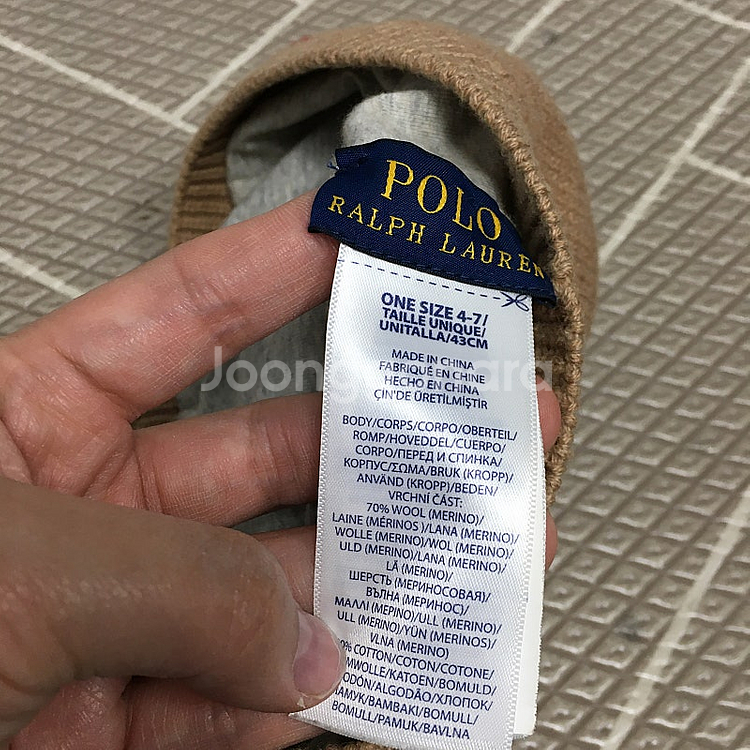 POLO
RALPH LAUREN
ONE SIZE 4-7/
TAILLE UNIQUE/
UNITALLA/43CM
MADE IN CHINA
FABRIQUÉ EN CHINE
HECHO EN CHINA
ÇIN'DE ÜRETİLMİŞTİR
BODY/CORPS/CORPO/OBERTEIL/
ROMP/HOVEDDEL/CUERPO/
CORPO/ПЕРЕД И СПИНКА/
КОРПУС/ΣΩΜΑ/BRUK (KROPP)/
ANVÄND (KROPP)/BEDEN/
VRCHNÍ ČÁST:
70% WOOL (MERINO)/
LAINE (MÉRINOS )/LANA (MERINO)/
WOLLE (MERINO)/WOL (MERINO)/
ULD (MERINO)/LANA (MERINO)/
LÃ (MERINO)/
ШЕРСТЬ (МЕРИНОСОВАЯ)/
ВЪЛНА (МЕРИНОС)/
ΜΑΛΛΙ (ΜΕΡΙΝΟ)/ULL (MERINO)/
ULL (MERINO)/YÜN (MERİNOS)/
VLNA (MERINO)
COTTON/COTON/COTONE/
KATOEN/BOMULD/
ALGODÃO/ХЛОПОК/
BAMBAKI/BOMULL/
BOMULL/PAMUK/BAVLNA